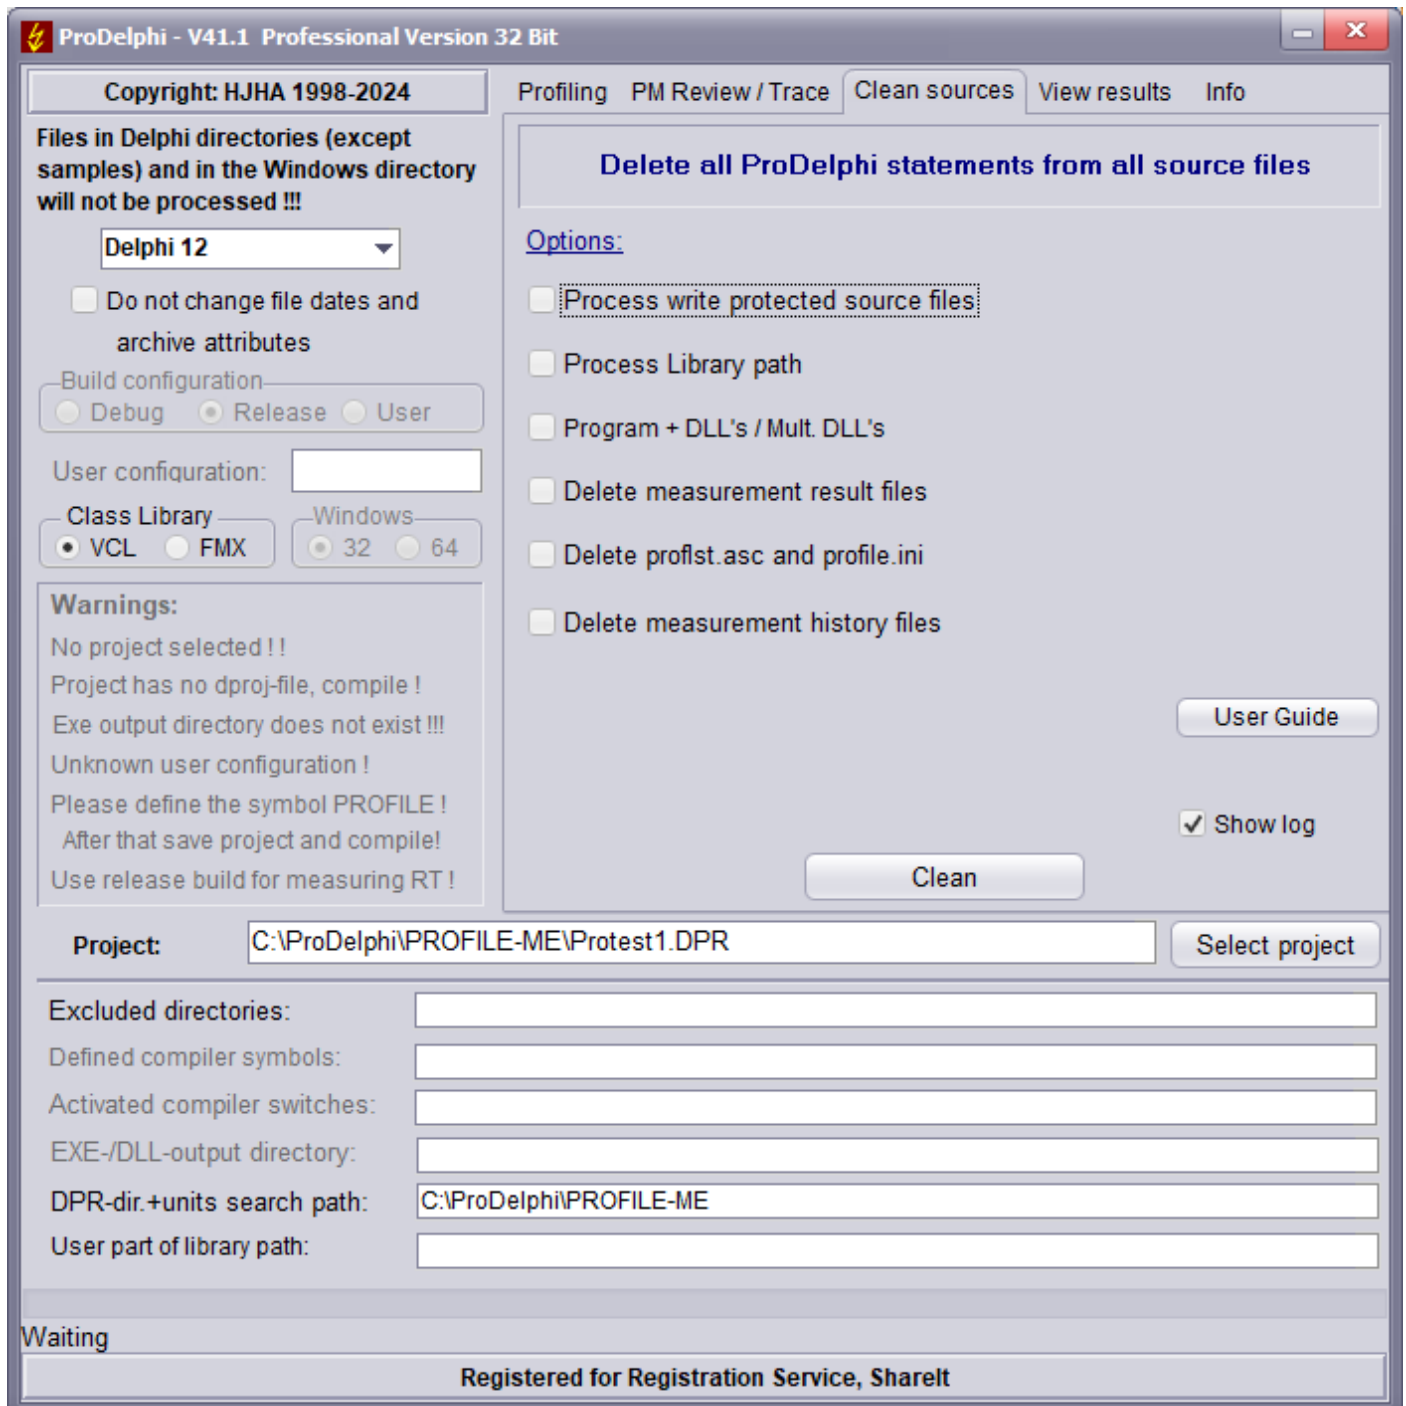 ProDelphi - V41.1 Professional Version 32 Bit
Copyright: HJHA 1998-2024
Profiling PM Review / Trace Clean sources View results Info
Files in Delphi directories (except
samples) and in the Windows directory
will not be processed !!!
Delphi 12
Do not change file dates and
archive attributes
Build configuration
Debug Release User
User configuration:
Class Library
VCL FMX
Windows
32 64
Warnings:
No project selected ! !
Project has no dproj-file, compile !
Exe output directory does not exist !!!
Unknown user configuration !
Please define the symbol PROFILE !
After that save project and compile!
Use release build for measuring RT !
Delete all ProDelphi statements from all source files
Options:
Process write protected source files
Process Library path
Program + DLL's / Mult. DLL's
Delete measurement result files
Delete proflst.asc and profile.ini
Delete measurement history files
User Guide
Show log
Clean
Project: C:\ProDelphi\PROFILE-ME\Protest1.DPR Select project
Excluded directories:
Defined compiler symbols:
Activated compiler switches:
EXE-/DLL-output directory:
DPR-dir.+units search path: C:\ProDelphi\PROFILE-ME
User part of library path:
Waiting
Registered for Registration Service, ShareIt